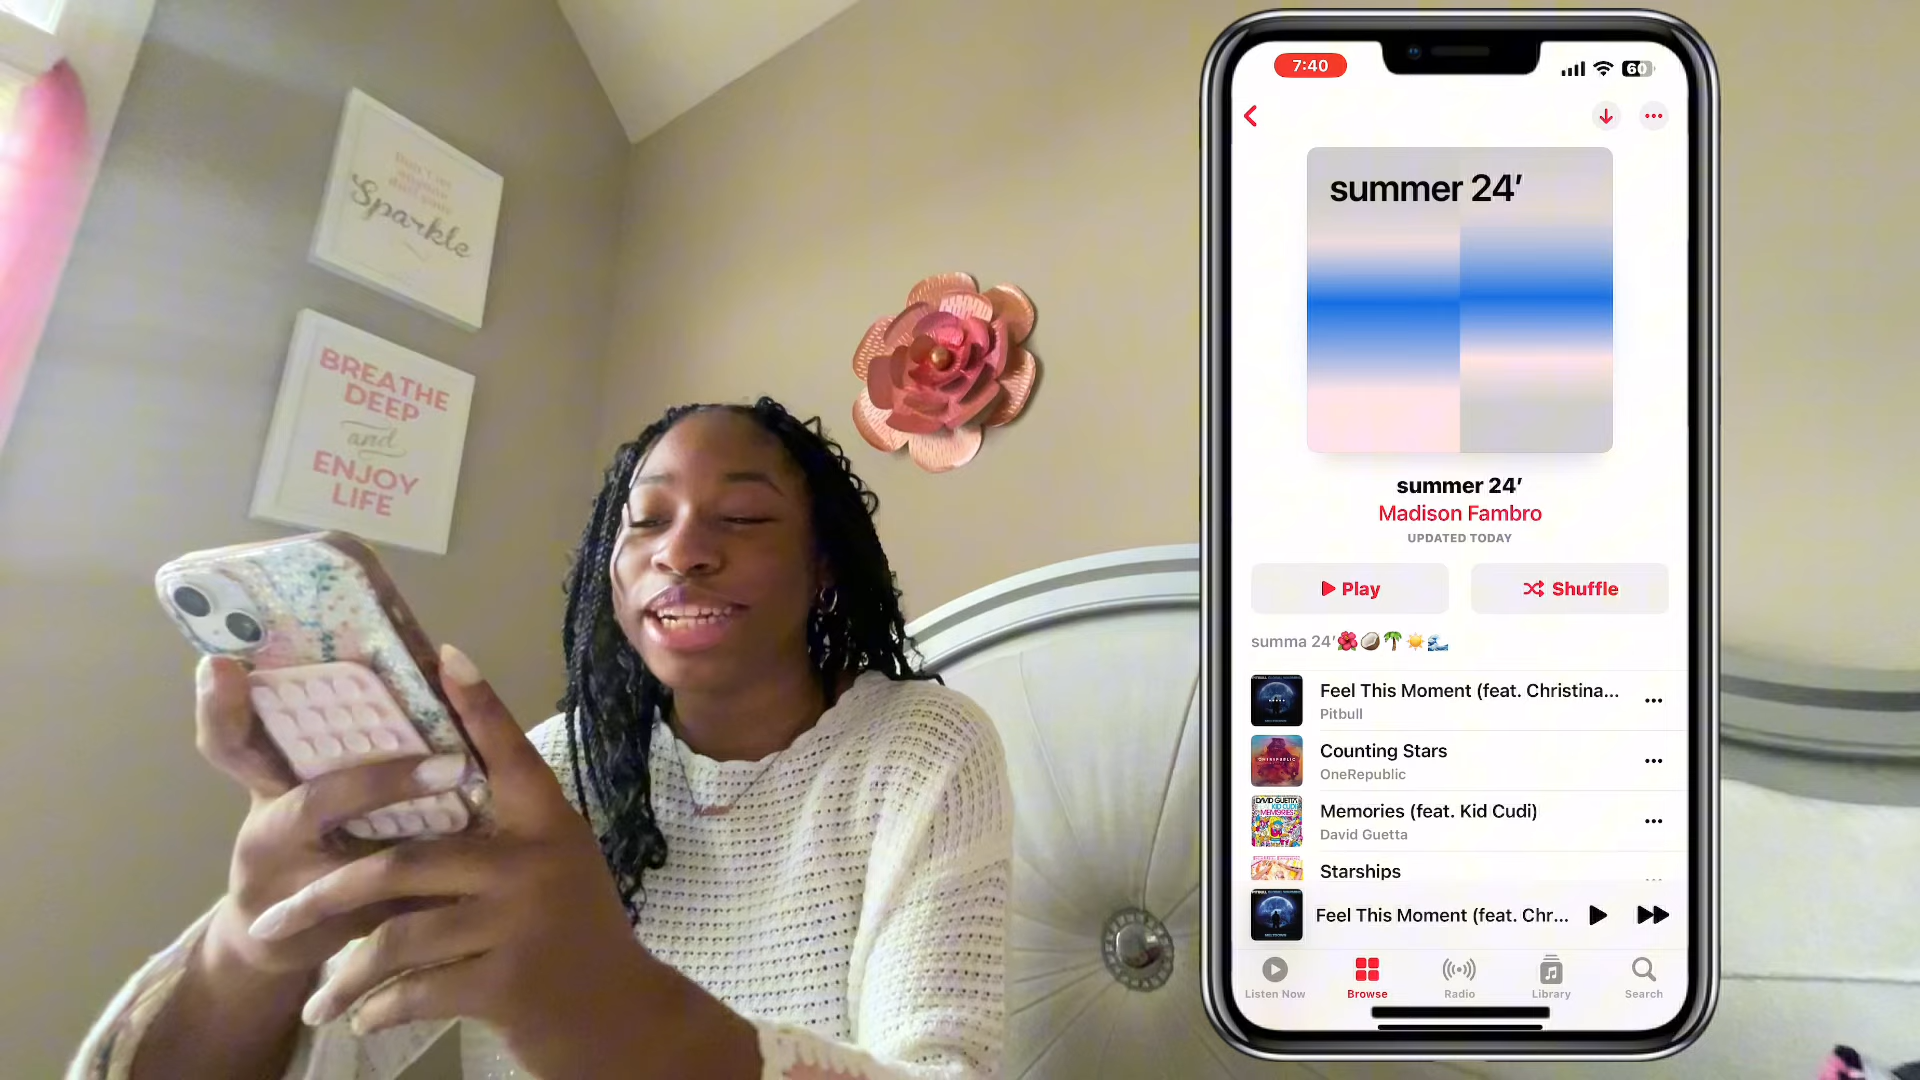 Sparkle
BREATHE
DEEP
and
ENJOY
LIFE
7:40
60
summer 24'
summer 24'
Madison Fambro
UPDATED TODAY
Play
Shuffle
summa 24'🌺🥥🌴☀️🌊
Feel This Moment (feat. Christina...
Pitbull
Counting Stars
OneRepublic
Memories (feat. Kid Cudi)
David Guetta
Starships
Feel This Moment (feat. Chr...
Listen Now
Browse
Radio
Library
Search